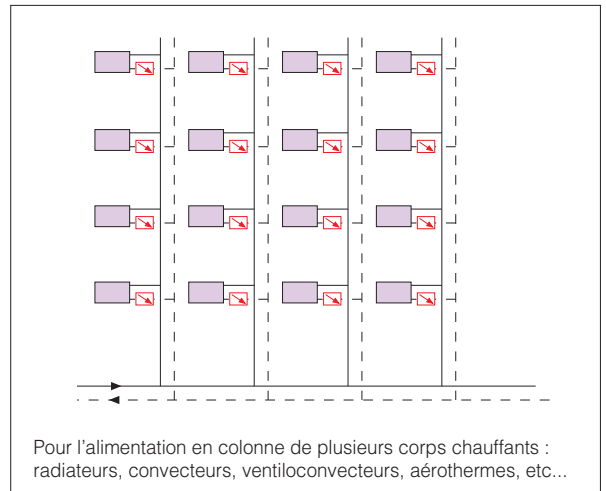 Pour l'alimentation en colonne de plusieurs corps chauffants :
radiateurs, convecteurs, ventiloconvecteurs, aérothermes, etc...